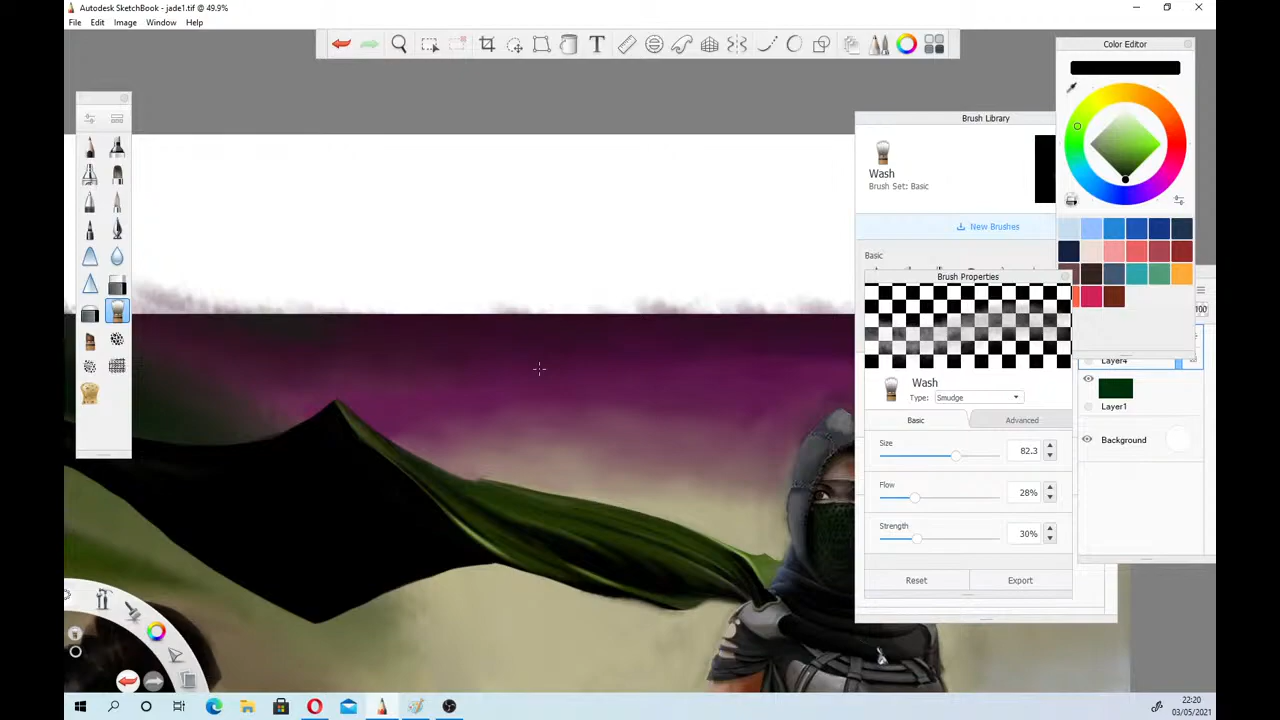 Autodesk SketchBook - jade1.tif @ 49.9%
File Edit Image Window Help
Color Editor
Brush Library
Wash
Brush Set: Basic
New Brushes
Basic
Brush Properties
100
Layer4
Wash
Type: Smudge
Layer1
Basic Advanced
Background
Size
82.3
Flow
28%
Strength
30%
Reset Export
22:20
03/05/2021